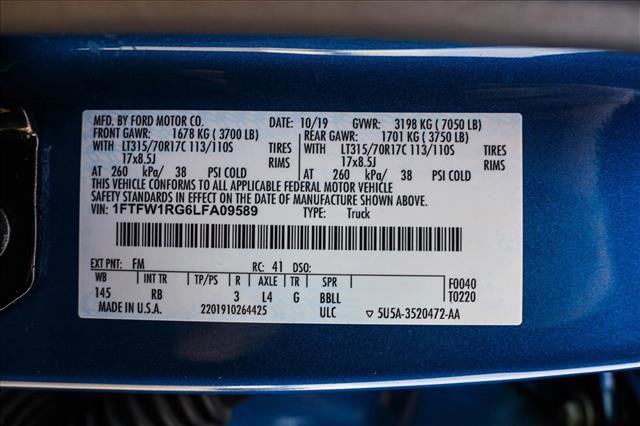 MFD. BY FORD MOTOR CO. DATE: 10/19 GVWR: 3198 KG ( 7050 LB)
FRONT GAWR: 1678 KG ( 3700 LB) REAR GAWR: 1701 KG ( 3750 LB)
WITH LT315/70R17C 113/110S TIRES WITH LT315/70R17C 113/110S TIRES
17x8.5J RIMS 17x8.5J RIMS
AT 260 kPa/ 38 PSI COLD AT 260 kPa/ 38 PSI COLD
THIS VEHICLE CONFORMS TO ALL APPLICABLE FEDERAL MOTOR VEHICLE
SAFETY STANDARDS IN EFFECT ON THE DATE OF MANUFACTURE SHOWN ABOVE.
VIN: 1FTFW1RG6LFA09589 TYPE: Truck
EXT PNT: FM RC: 41 DSO:
WB INT TR TP/PS R AXLE TR SPR F0040
145 RB 3 L4 G BBLL T0220
MADE IN U.S.A. 2201910264425 ULC ▽ 5U5A-3520472-AA